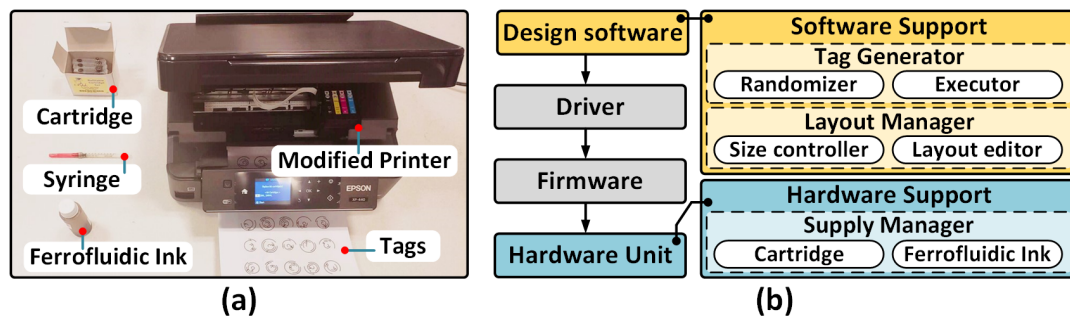 Cartridge
Syringe
Ferrofluidic Ink
Modified Printer
EPSON
Tags
(a)
Design software
Driver
Firmware
Hardware Unit
Software Support
Tag Generator
Randomizer Executor
Layout Manager
Size controller Layout editor
Hardware Support
Supply Manager
Cartridge Ferrofluidic Ink
(b)